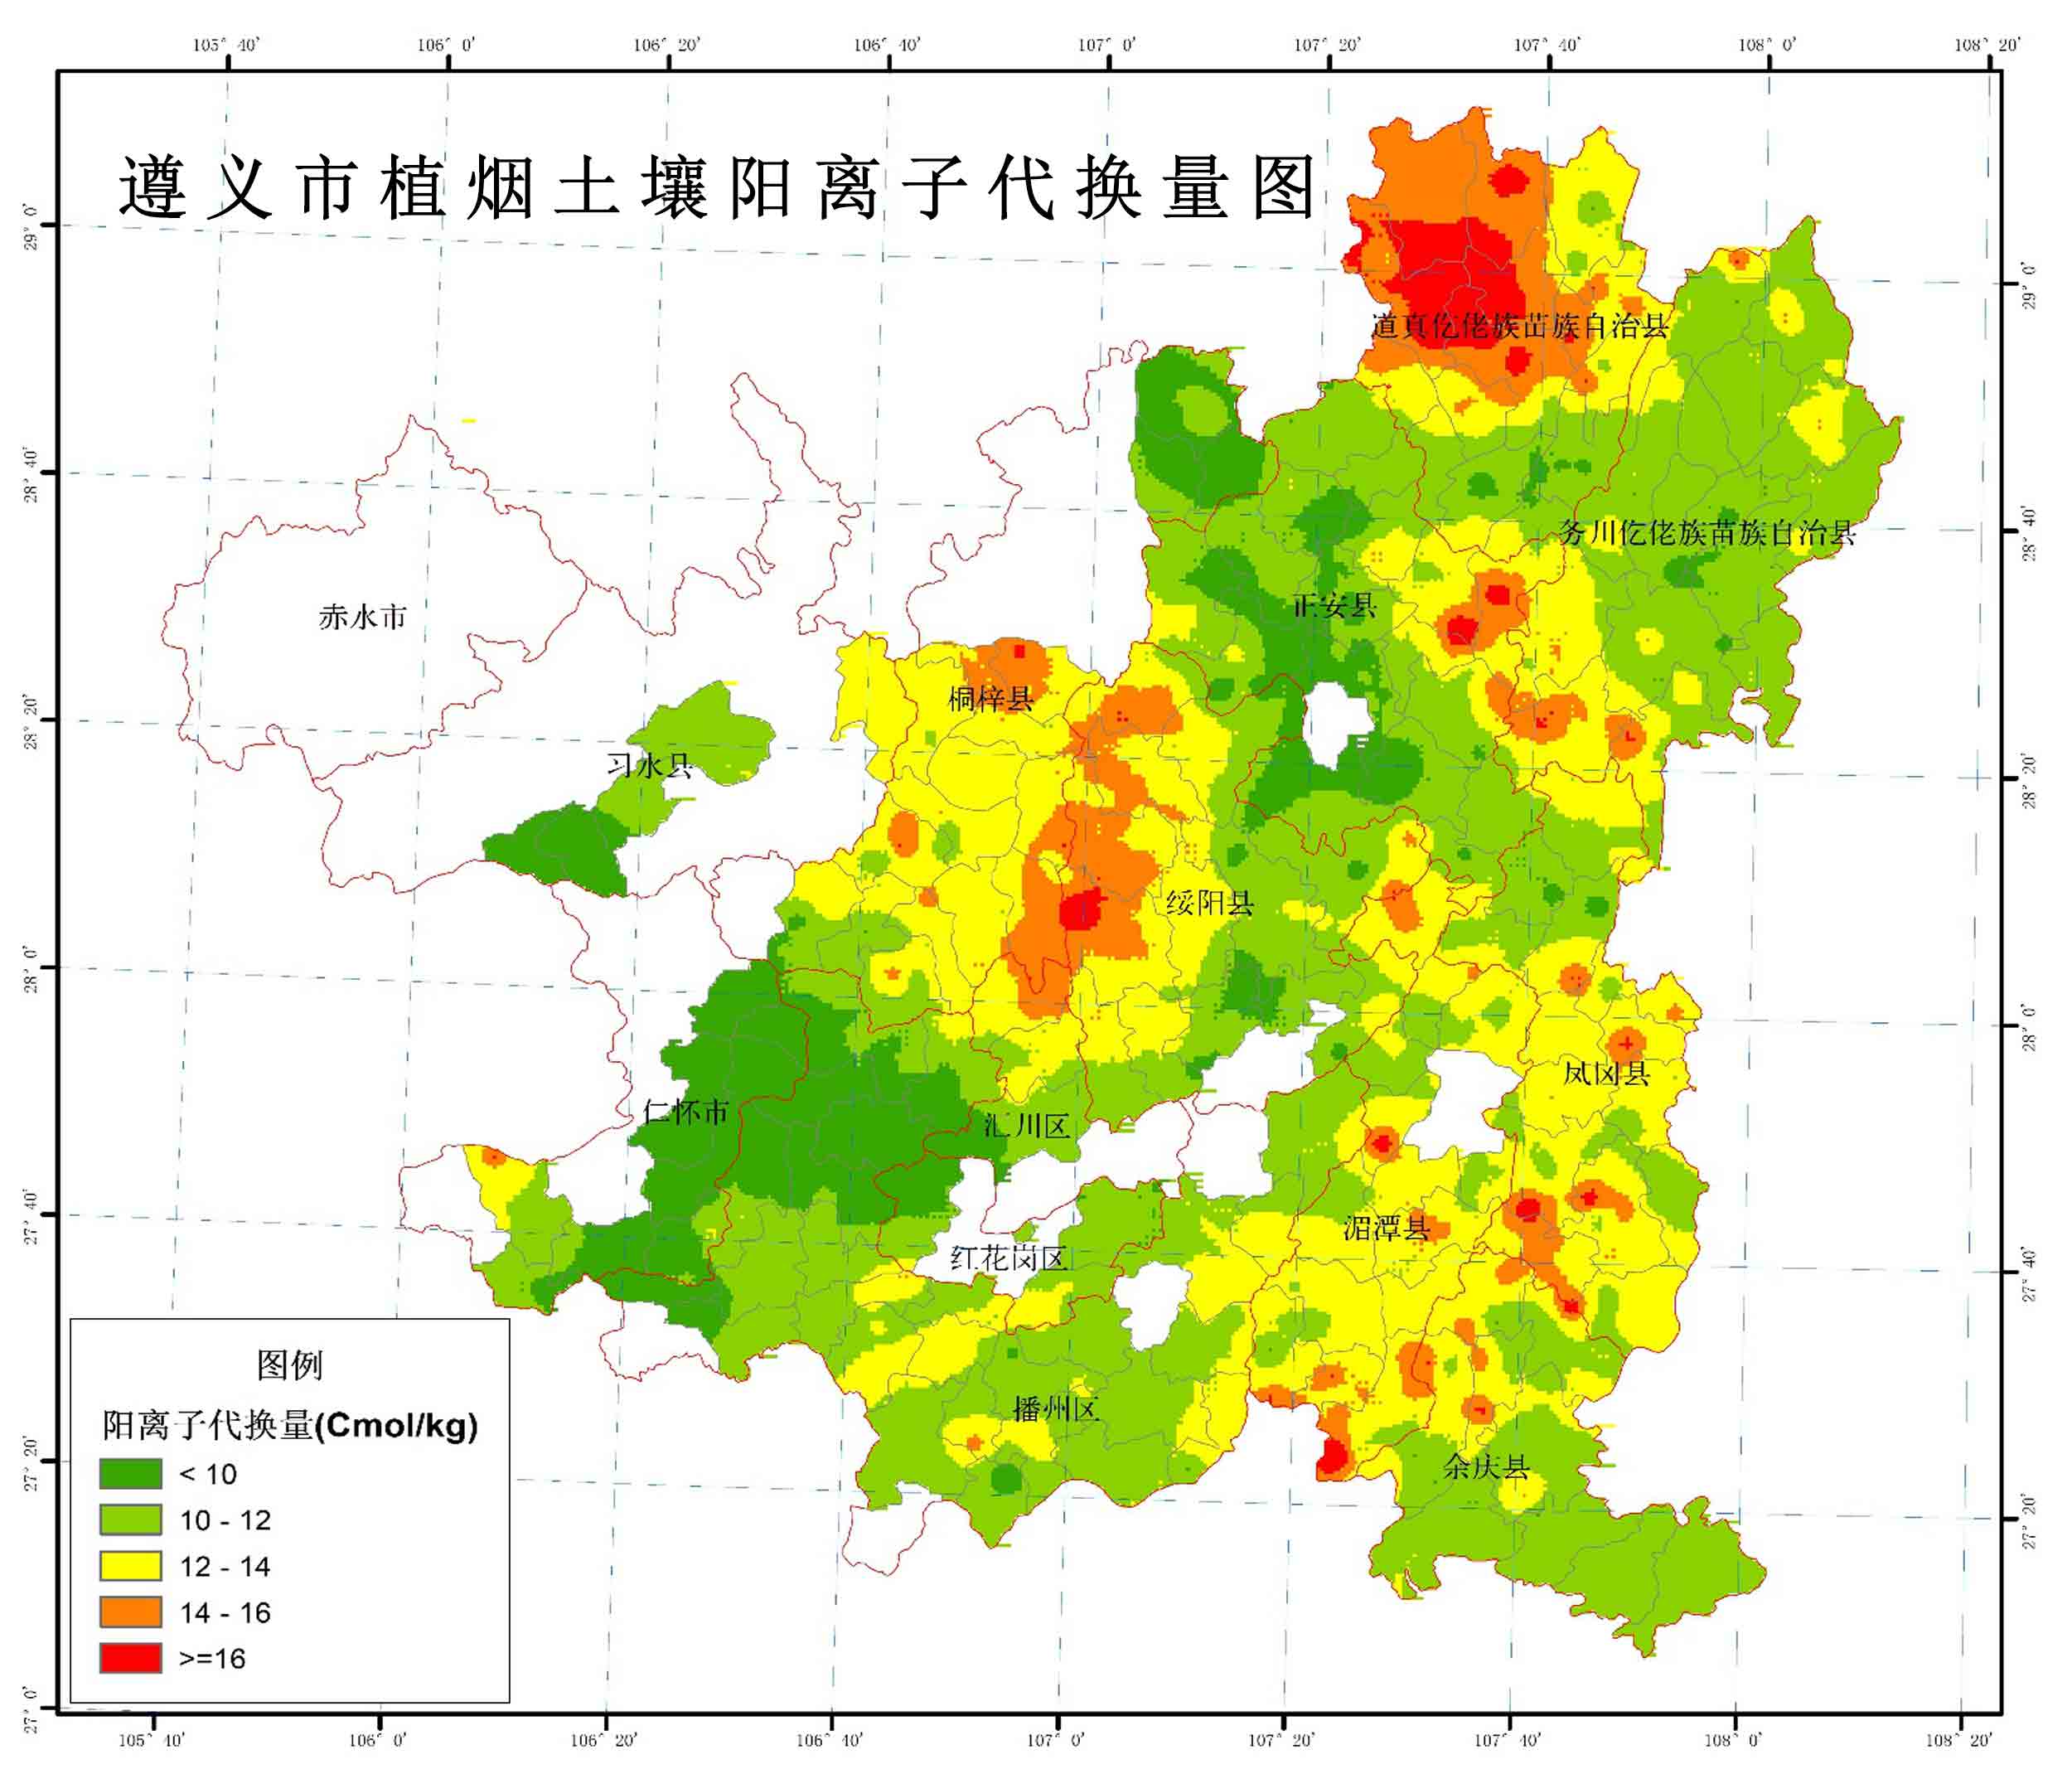 105° 40′ 106° 0′ 106° 20′ 106° 40′ 107° 0′ 107° 20′ 107° 40′ 108° 0′ 108° 20′
遵义市植烟土壤阳离子代换量图
29° 0′
29° 0′
道真仡佬族苗族自治县
28° 40′
28° 40′
务川仡佬族苗族自治县
赤水市
正安县
桐梓县
28° 20′
28° 20′
习水县
绥阳县
28° 0′
28° 0′
凤冈县
仁怀市
汇川区
27° 40′
湄潭县
红花岗区
27° 40′
播州区
27° 20′
余庆县
27° 20′
图例
阳离子代换量(Cmol/kg)
< 10
10 - 12
12 - 14
14 - 16
>=16
27° 0′
105° 40′ 106° 0′ 106° 20′ 106° 40′ 107° 0′ 107° 20′ 107° 40′ 108° 0′ 108° 20′